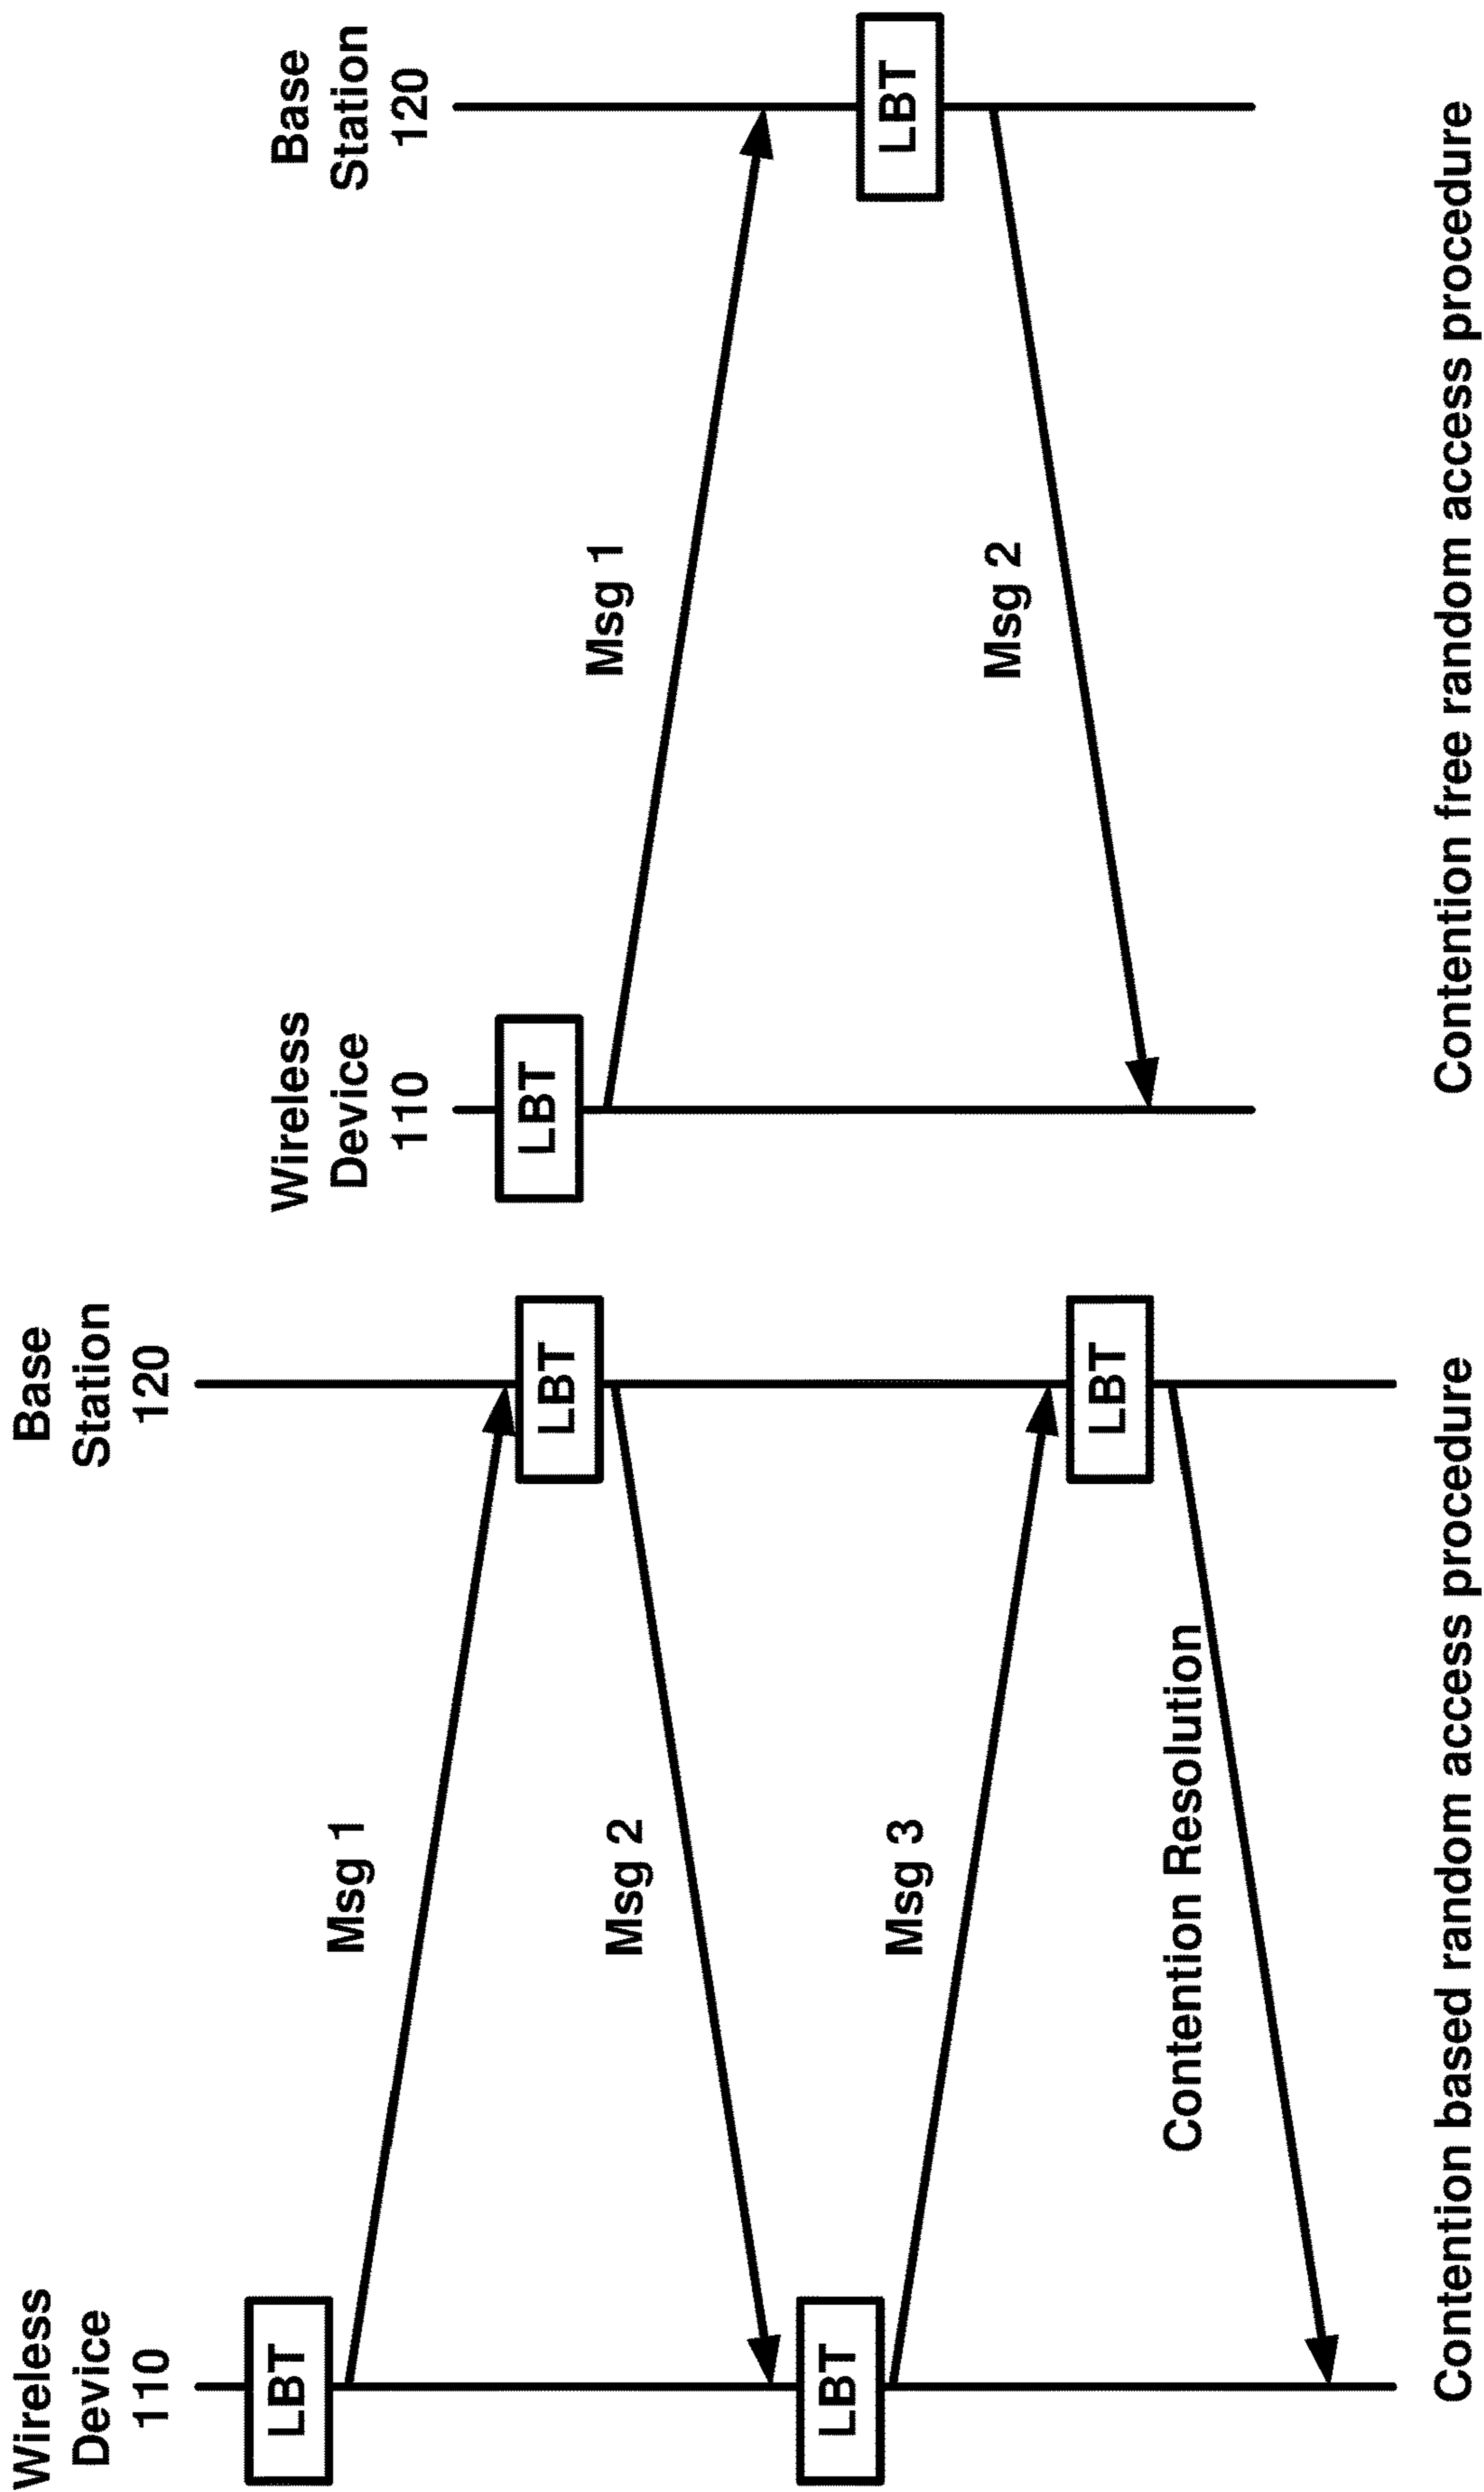 Wireless
Device
110
Base
Station
120
LBT
Msg 1
LBT
Msg 2
LBT
Msg 3
LBT
Contention Resolution
Contention based random access procedure
Wireless
Device
110
Base
Station
120
LBT
Msg 1
LBT
Msg 2
Contention free random access procedure